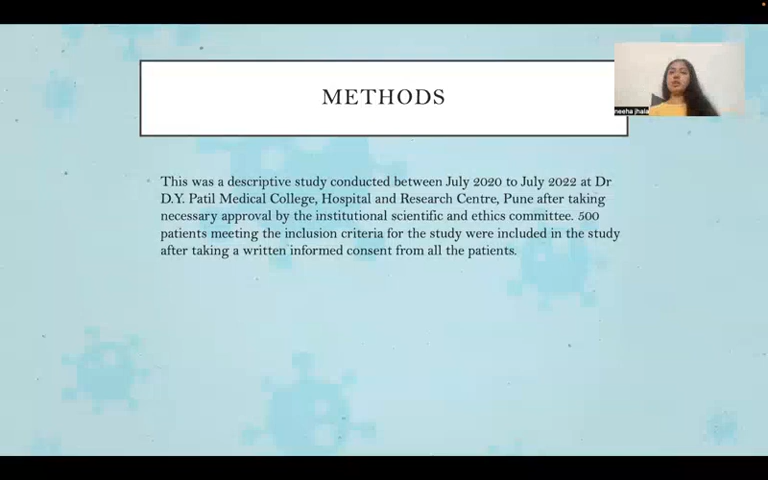 METHODS
neeha jhala
This was a descriptive study conducted between July 2020 to July 2022 at Dr
D.Y. Patil Medical College, Hospital and Research Centre, Pune after taking
necessary approval by the institutional scientific and ethics committee. 500
patients meeting the inclusion criteria for the study were included in the study
after taking a written informed consent from all the patients.